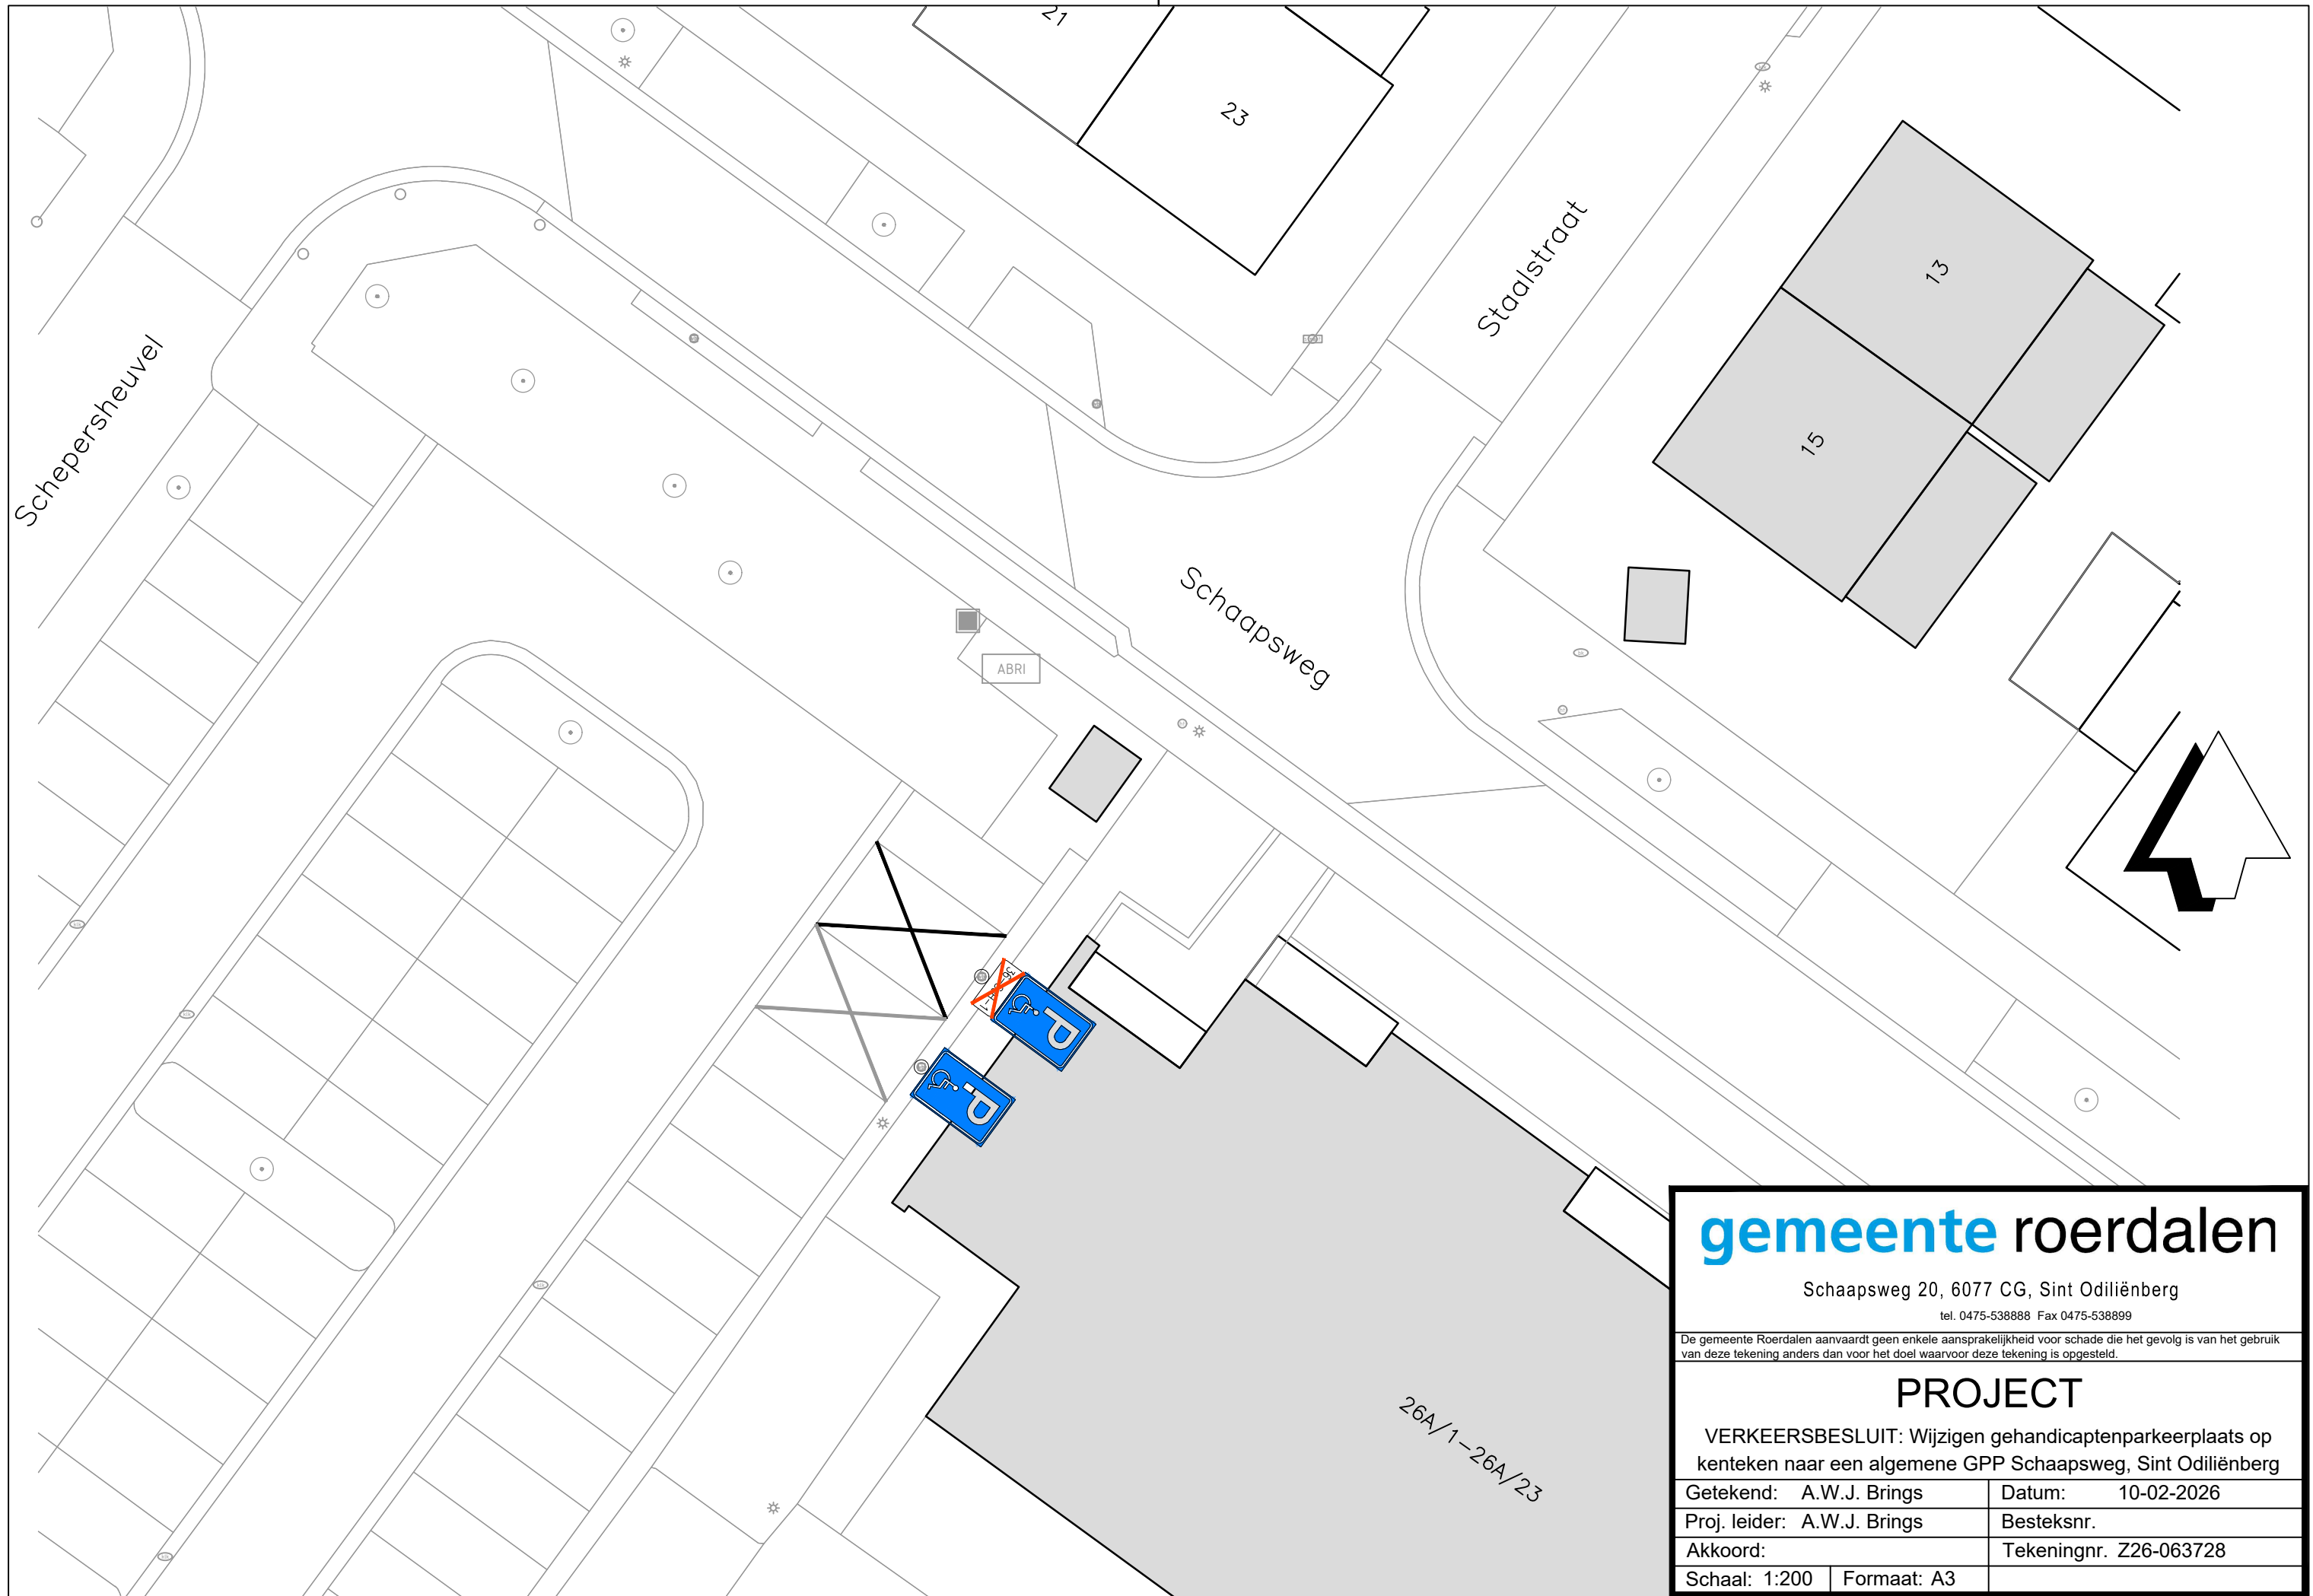 21
23
13
15
Staalstraat
Schepersheuvel
Schaapsweg
ABRI
P
P
26A/1-26A/23
gemeente roerdalen
Schaapsweg 20, 6077 CG, Sint Odiliënberg
tel. 0475-538888 Fax 0475-538899
De gemeente Roerdalen aanvaardt geen enkele aansprakelijkheid voor schade die het gevolg is van het gebruik
van deze tekening anders dan voor het doel waarvoor deze tekening is opgesteld.
PROJECT
VERKEERSBESLUIT: Wijzigen gehandicaptenparkeerplaats op
kenteken naar een algemene GPP Schaapsweg, Sint Odiliënberg
Getekend: A.W.J. Brings Datum: 10-02-2026
Proj. leider: A.W.J. Brings Besteksnr.
Akkoord: Tekeningnr. Z26-063728
Schaal: 1:200 Formaat: A3